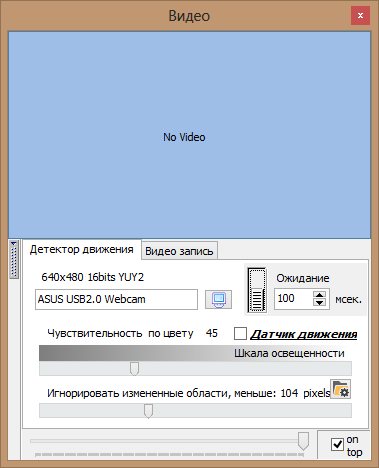 Видео
x
No Video
Детектор движения
Видео запись
640x480 16bits YUY2
Ожидание
ASUS USB2.0 Webcam
100
мсек.
Чувствительность по цвету 45
Датчик движения
Шкала освещенности
Игнорировать измененные области, меньше: 104 pixels
on
top